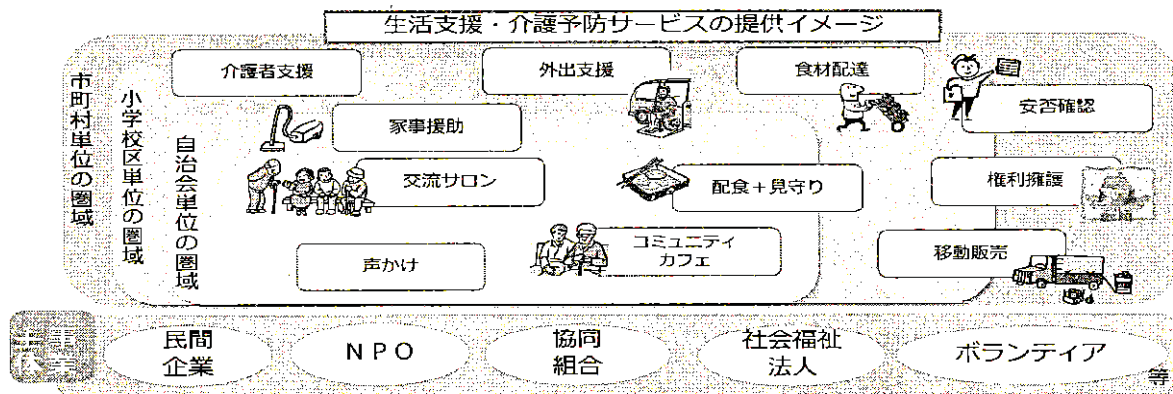 生活支援・介護予防サービスの提供イメージ
市町村単位の圏域
小学校区単位の圏域
自治会単位の圏域
介護者支援
外出支援
食材配達
安否確認
家事援助
交流サロン
配食+見守り
権利擁護
声かけ
コミュニティ
カフェ
移動販売
事業
主体
民間
企業
NPO
協同
組合
社会福祉
法人
ボランティア
等